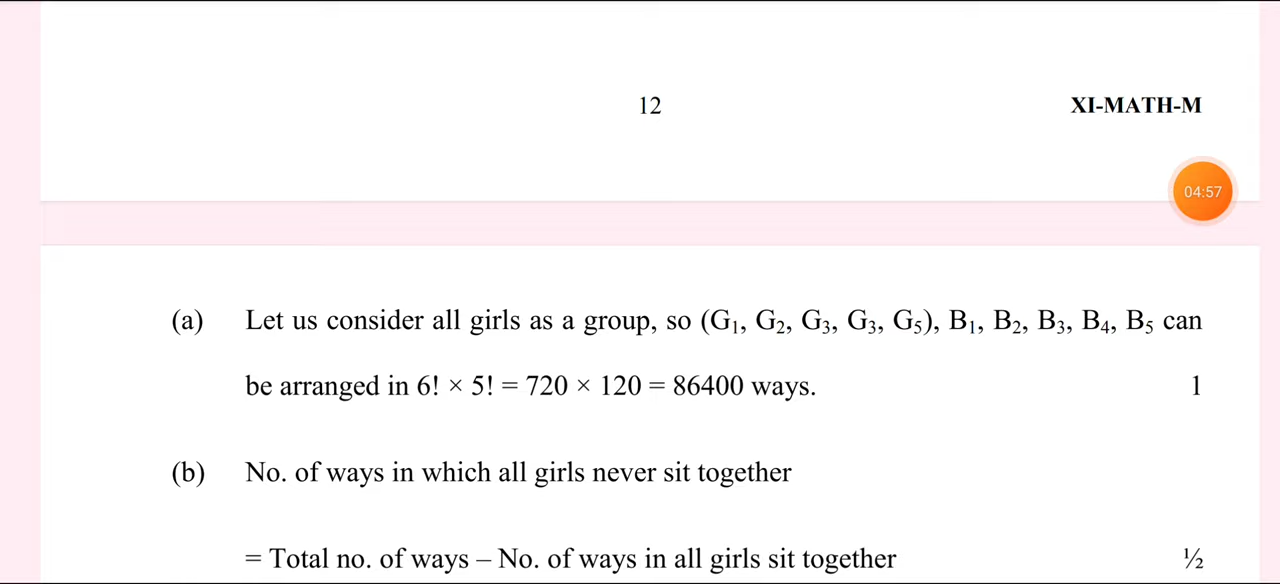 12
XI-MATH-M
04:57
(a) Let us consider all girls as a group, so (G₁, G₂, G₃, G₃, G₅), B₁, B₂, B₃, B₄, B₅ can
be arranged in 6! × 5! = 720 × 120 = 86400 ways. 1
(b) No. of ways in which all girls never sit together
= Total no. of ways – No. of ways in all girls sit together ½